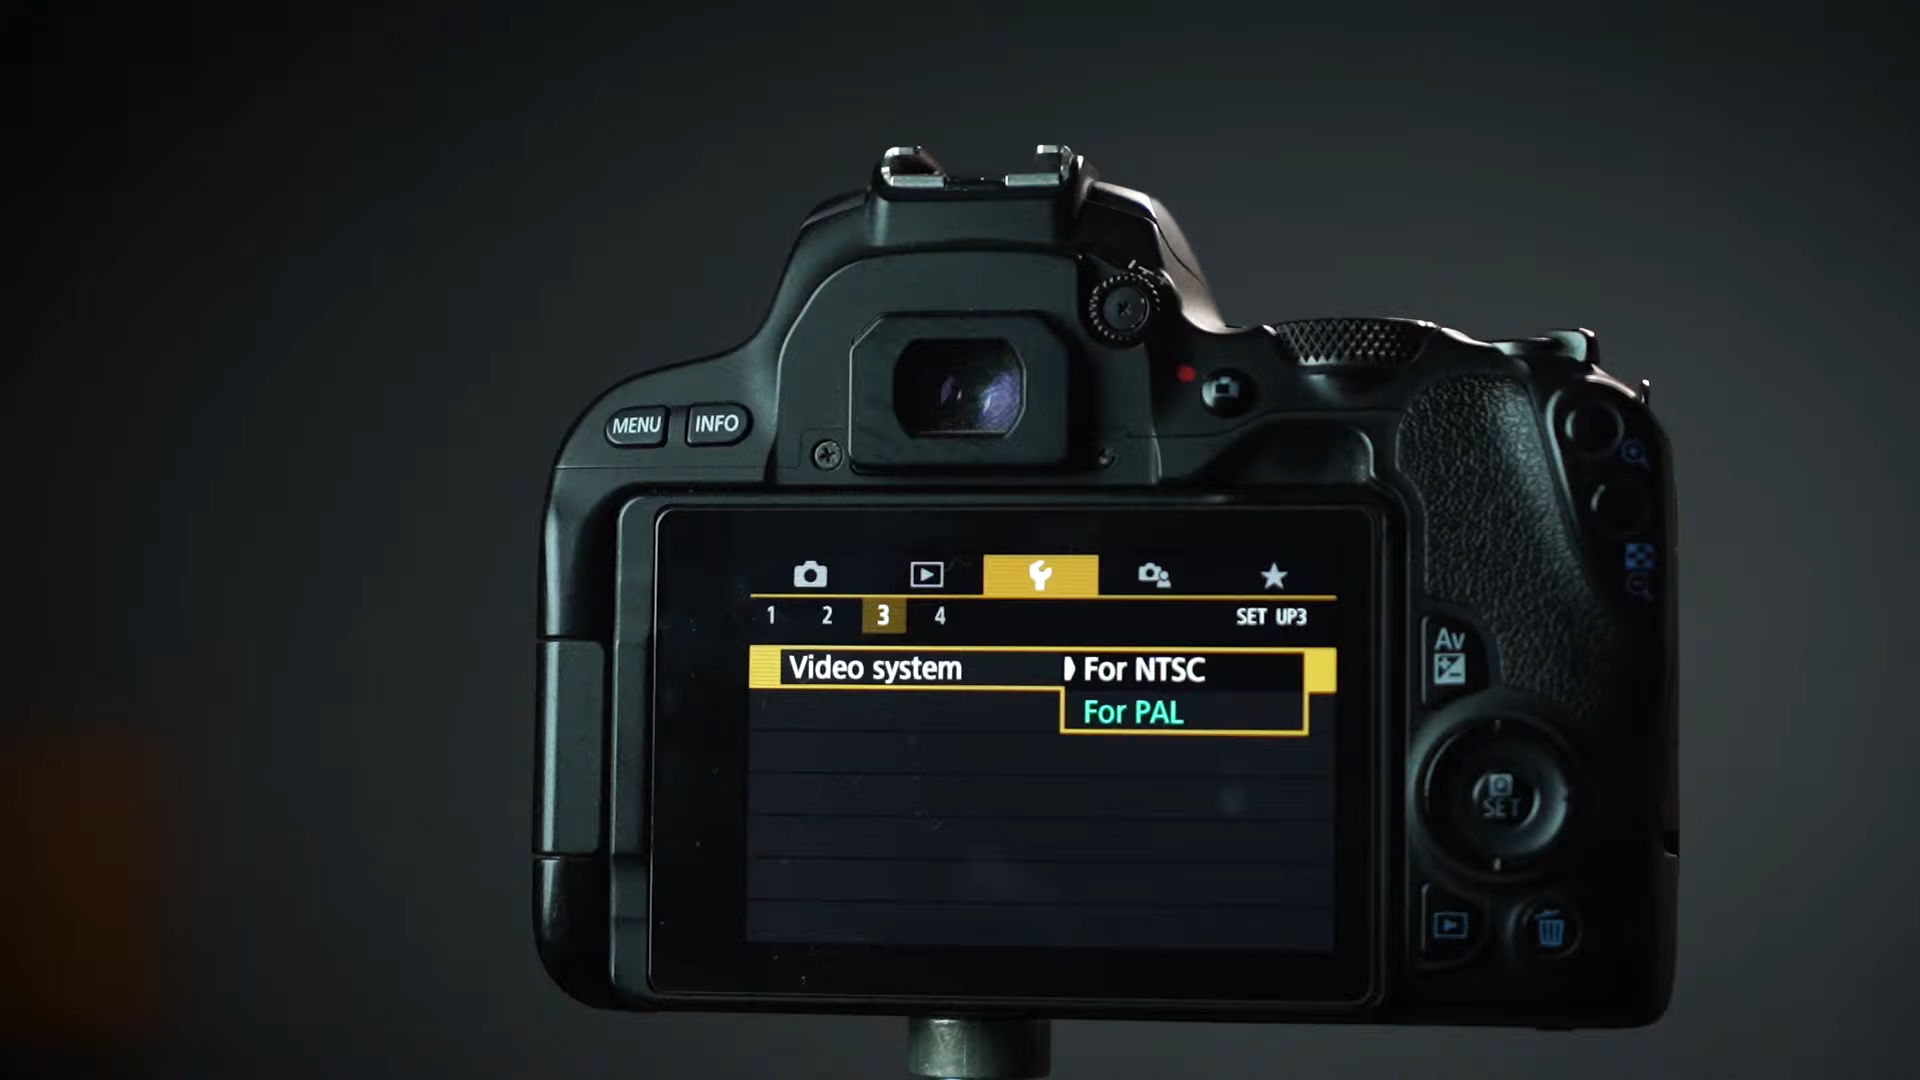 MENU INFO
1 2 3 4 SET UP3
Video system For NTSC
For PAL
Av
SET